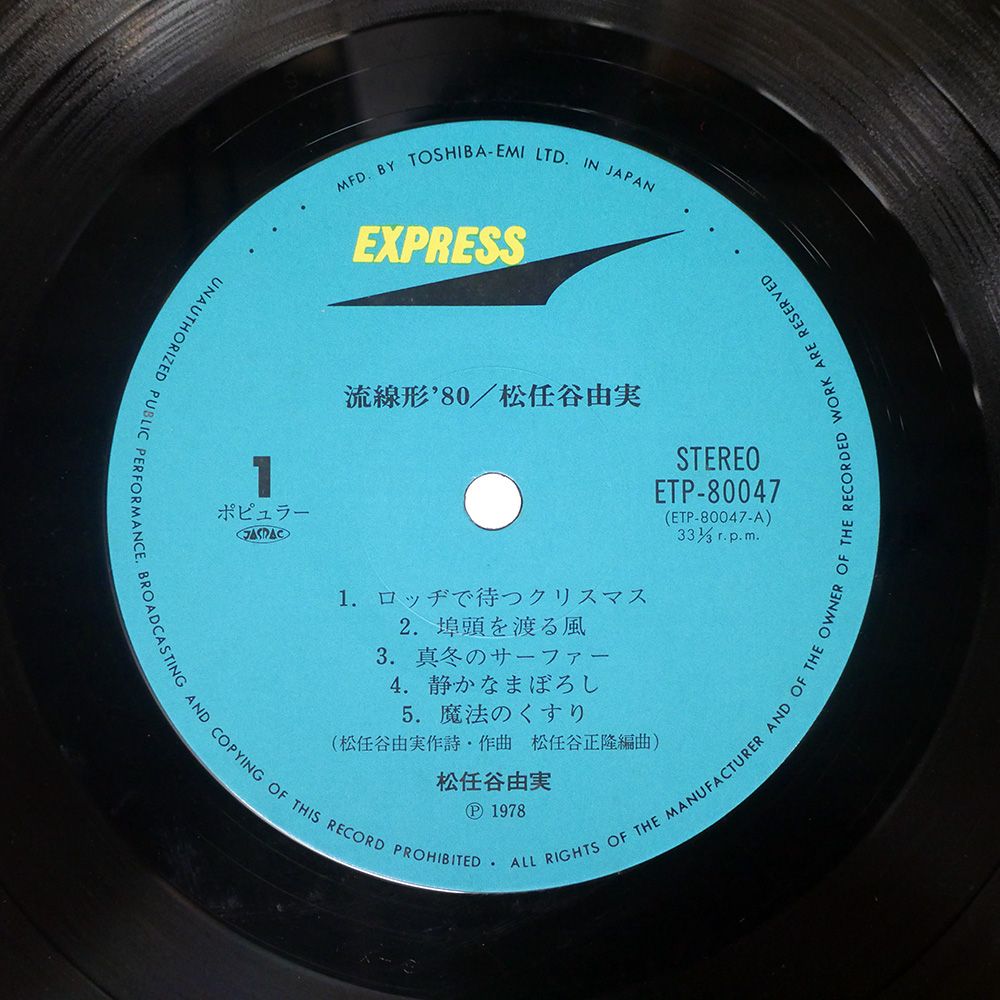 MFD. BY TOSHIBA-EMI LTD. IN JAPAN
EXPRESS
流線形'80／松任谷由実
1
ポピュラー
JASRAC
STEREO
ETP-80047
(ETP-80047-A)
33⅓ r.p.m.
1. ロッヂで待つクリスマス
2. 埠頭を渡る風
3. 真冬のサーファー
4. 静かなまぼろし
5. 魔法のくすり
(松任谷由実作詩・作曲 松任谷正隆編曲)
松任谷由実
Ⓟ 1978
UNAUTHORIZED PUBLIC PERFORMANCE, BROADCASTING AND COPYING OF THIS RECORD PROHIBITED • ALL RIGHTS OF THE MANUFACTURER AND OF THE OWNER OF THE RECORDED WORK ARE RESERVED